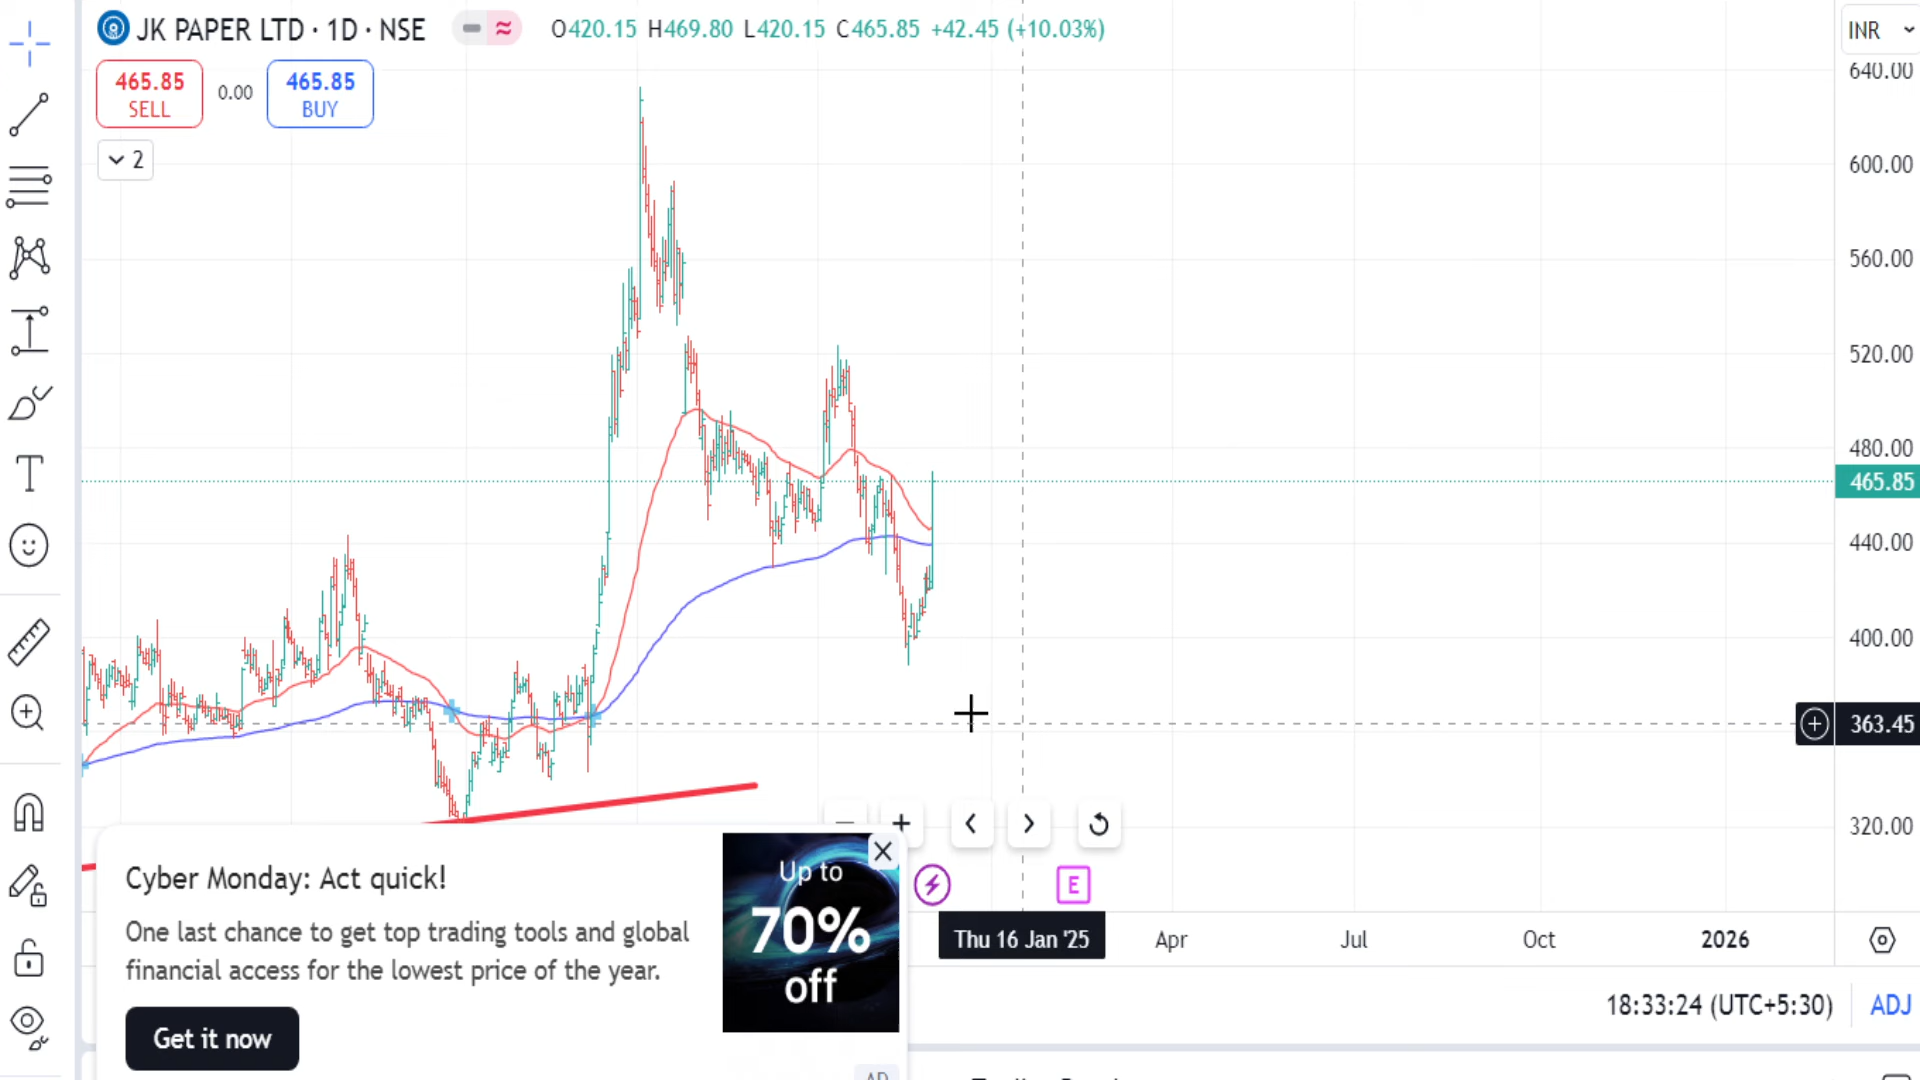 JK PAPER LTD · 1D · NSE
O420.15 H469.80 L420.15 C465.85 +42.45 (+10.03%)
INR
465.85
SELL
0.00
465.85
BUY
2
640.00
600.00
560.00
520.00
480.00
465.85
440.00
400.00
363.45
320.00
E
Cyber Monday: Act quick!
One last chance to get top trading tools and global
financial access for the lowest price of the year.
Get it now
Up to
70%
off
AD
Thu 16 Jan '25
Apr
Jul
Oct
2026
18:33:24 (UTC+5:30)
ADJ